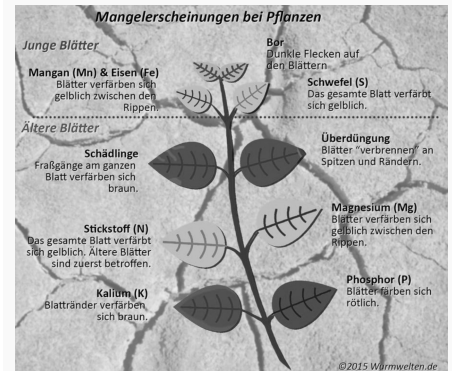 Mangelerscheinungen bei Pflanzen
Junge Blätter
Bor
Dunkle Flecken auf
den Blättern
Mangan (Mn) & Eisen (Fe)
Blätter verfärben sich
gelblich zwischen den
Rippen.
Schwefel (S)
Das gesamte Blatt verfärbt
sich gelblich.
Ältere Blätter
Schädlinge
Fraßgänge am ganzen
Blatt verfärben sich
braun.
Überdüngung
Blätter "verbrennen" an
Spitzen und Rändern.
Stickstoff (N)
Das gesamte Blatt verfärbt
sich gelblich. Ältere Blätter
sind zuerst betroffen.
Magnesium (Mg)
Blätter verfärben sich
gelblich zwischen den
Rippen.
Kalium (K)
Blattränder verfärben
sich braun.
Phosphor (P)
Blätter färben sich
rötlich.
©2015 Wurmwelten.de